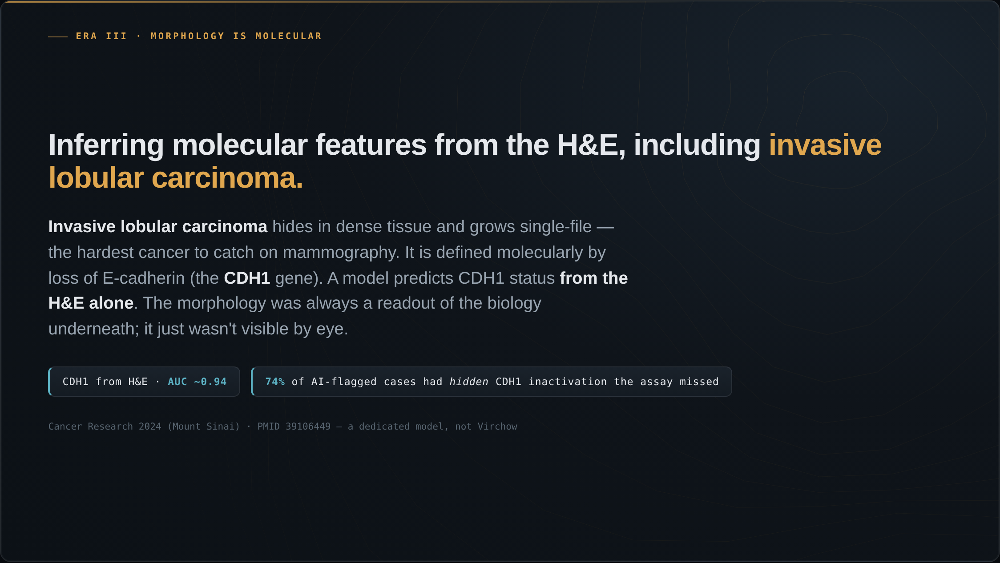 ERA III · MORPHOLOGY IS MOLECULAR
Inferring molecular features from the H&E, including invasive
lobular carcinoma.
Invasive lobular carcinoma hides in dense tissue and grows single-file —
the hardest cancer to catch on mammography. It is defined molecularly by
loss of E-cadherin (the CDH1 gene). A model predicts CDH1 status from the
H&E alone. The morphology was always a readout of the biology
underneath; it just wasn't visible by eye.
CDH1 from H&E · AUC ~0.94
74% of AI-flagged cases had hidden CDH1 inactivation the assay missed
Cancer Research 2024 (Mount Sinai) · PMID 39106449 — a dedicated model, not Virchow